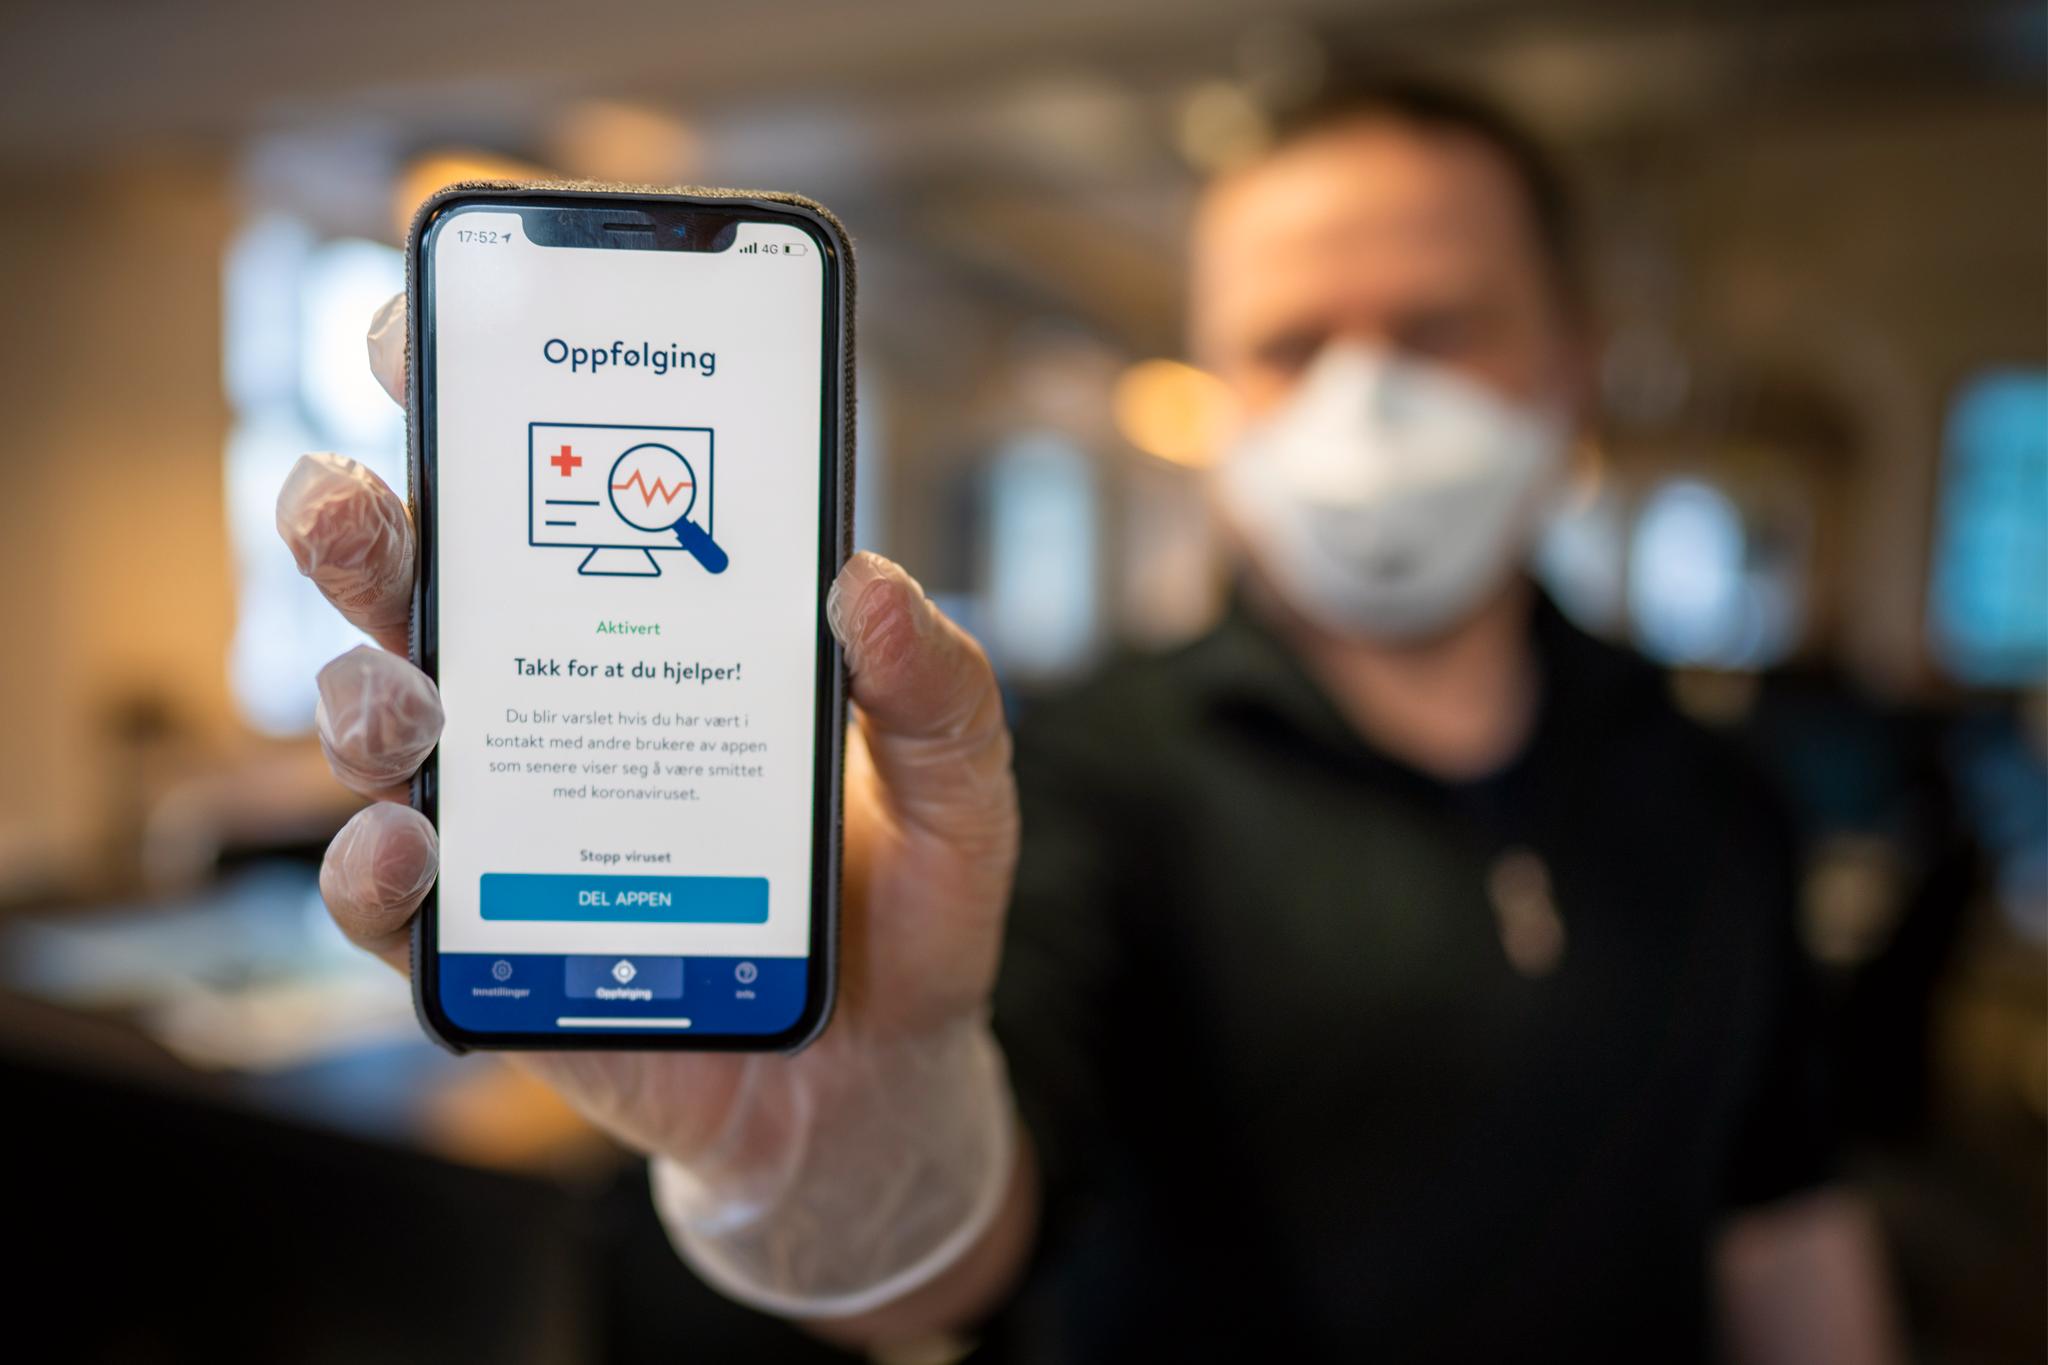 17:52
4G
Oppfølging
Aktivert
Takk for at du hjelper!
Du blir varslet hvis du har vært i
kontakt med andre brukere av appen
som senere viser seg å være smittet
med koronaviruset.
Stopp viruset
DEL APPEN
Innstillinger Oppfølging Info